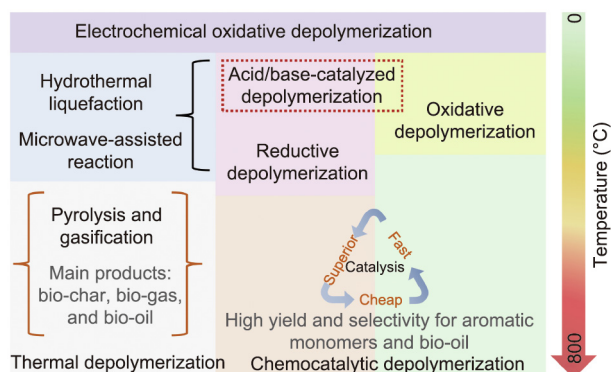 Electrochemical oxidative depolymerization
Hydrothermal
liquefaction
Microwave-assisted
reaction
Acid/base-catalyzed
depolymerization
Reductive
depolymerization
Oxidative
depolymerization
Pyrolysis and
gasification
Main products:
bio-char, bio-gas,
and bio-oil
Thermal depolymerization
Superior
Fast
Catalysis
Cheap
High yield and selectivity for aromatic
monomers and bio-oil
Chemocatalytic depolymerization
0
Temperature (°C)
800